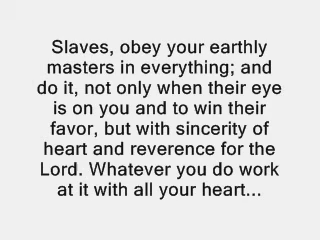 Slaves, obey your earthly
masters in everything; and
do it, not only when their eye
is on you and to win their
favor, but with sincerity of
heart and reverence for the
Lord. Whatever you do work
at it with all your heart...